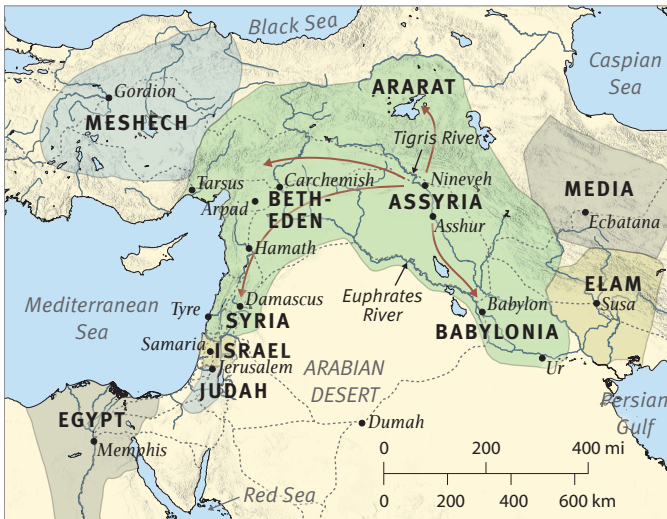 Black Sea
Caspian
Sea
ARARAT
Gordion
MESHECH
Tigris River
Tarsus
Carchemish
Nineveh
MEDIA
Arpad
BETH-
EDEN
ASSYRIA
Ecbatana
Asshur
Hamath
ELAM
Susa
Mediterranean
Sea
Tyre
Damascus
Euphrates
River
Babylon
SYRIA
BABYLONIA
Samaria
ISRAEL
Jerusalem
JUDAH
ARABIAN
DESERT
Ur
Persian
Gulf
EGYPT
Memphis
Dumah
Red Sea
0 200 400 mi
0 200 400 600 km